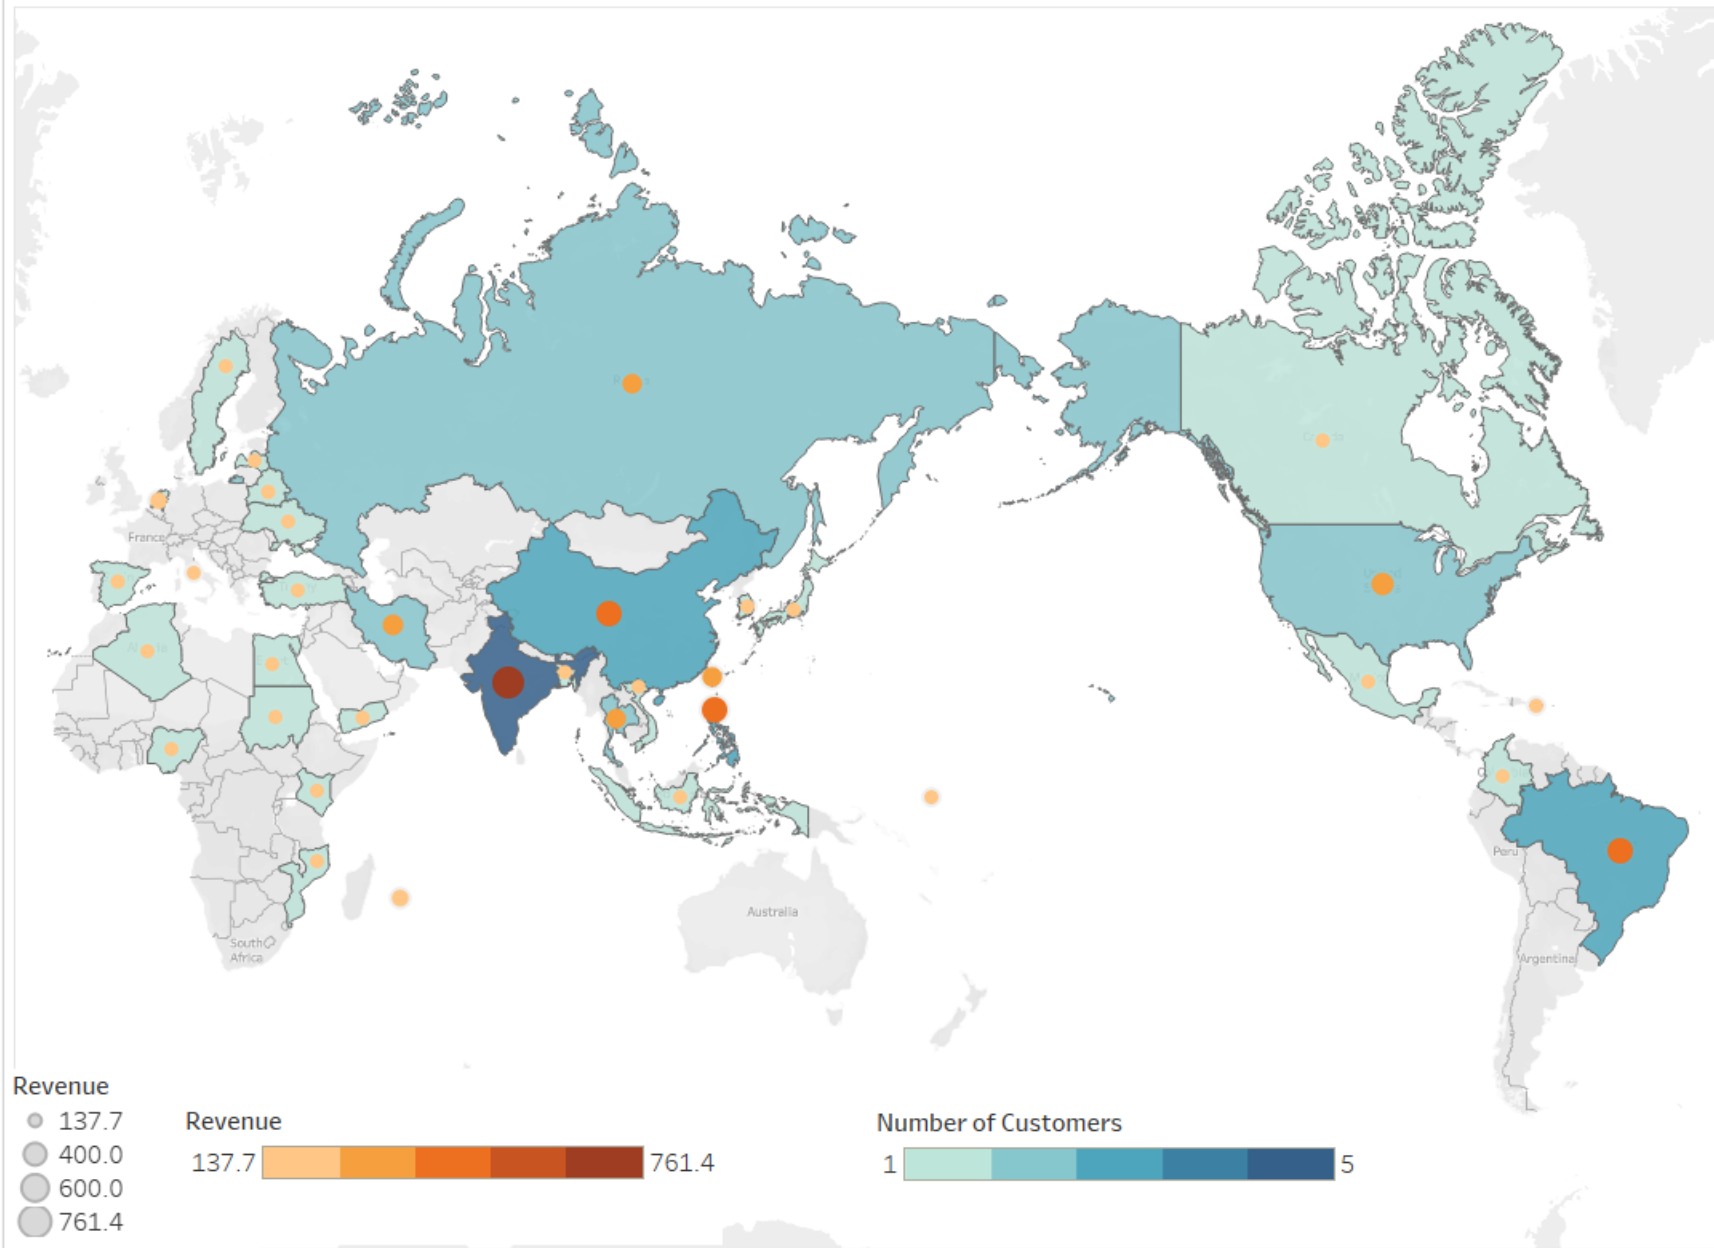 France
Australia
Peru
South
Africa
Argentina
Revenue
137.7
400.0
600.0
761.4
Revenue
137.7
761.4
Number of Customers
1
5